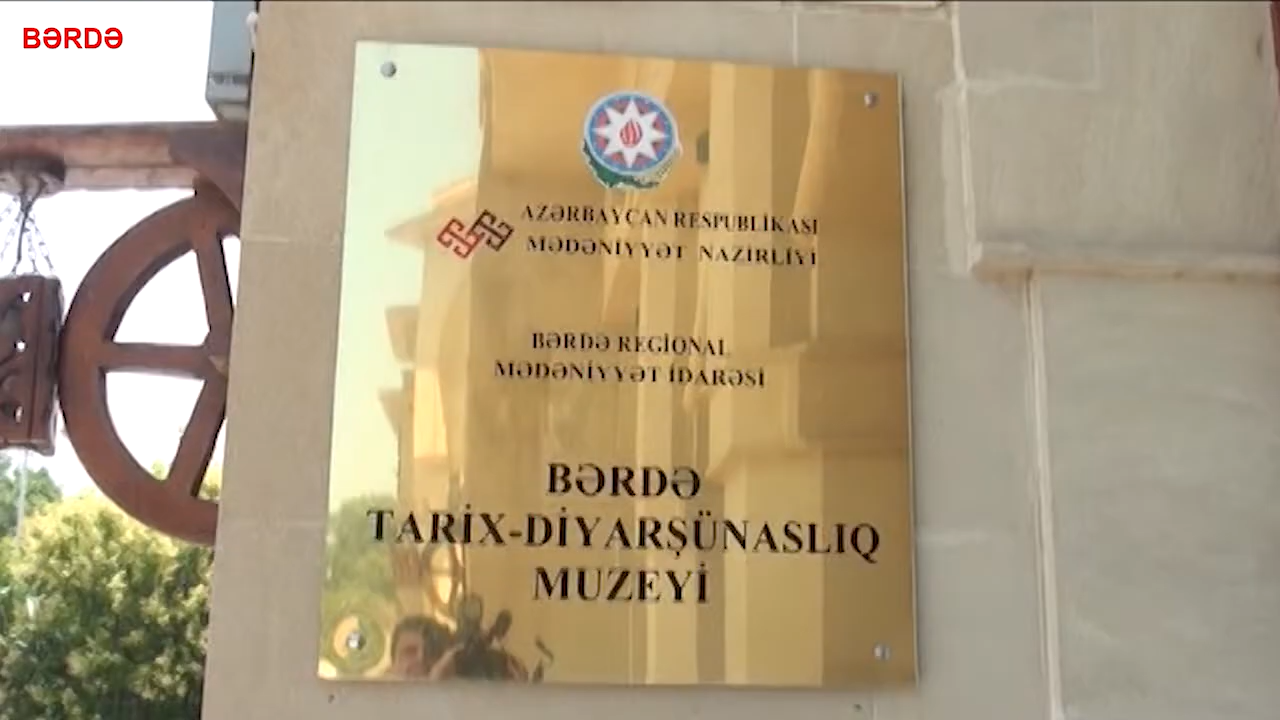 BƏRDƏ
AZƏRBAYCAN RESPUBLİKASI
MƏDƏNİYYƏT NAZİRLİYİ
BƏRDƏ REGİONAL
MƏDƏNİYYƏT İDARƏSİ
BƏRDƏ
TARİX-DİYARŞÜNASLIQ
MUZEYİ